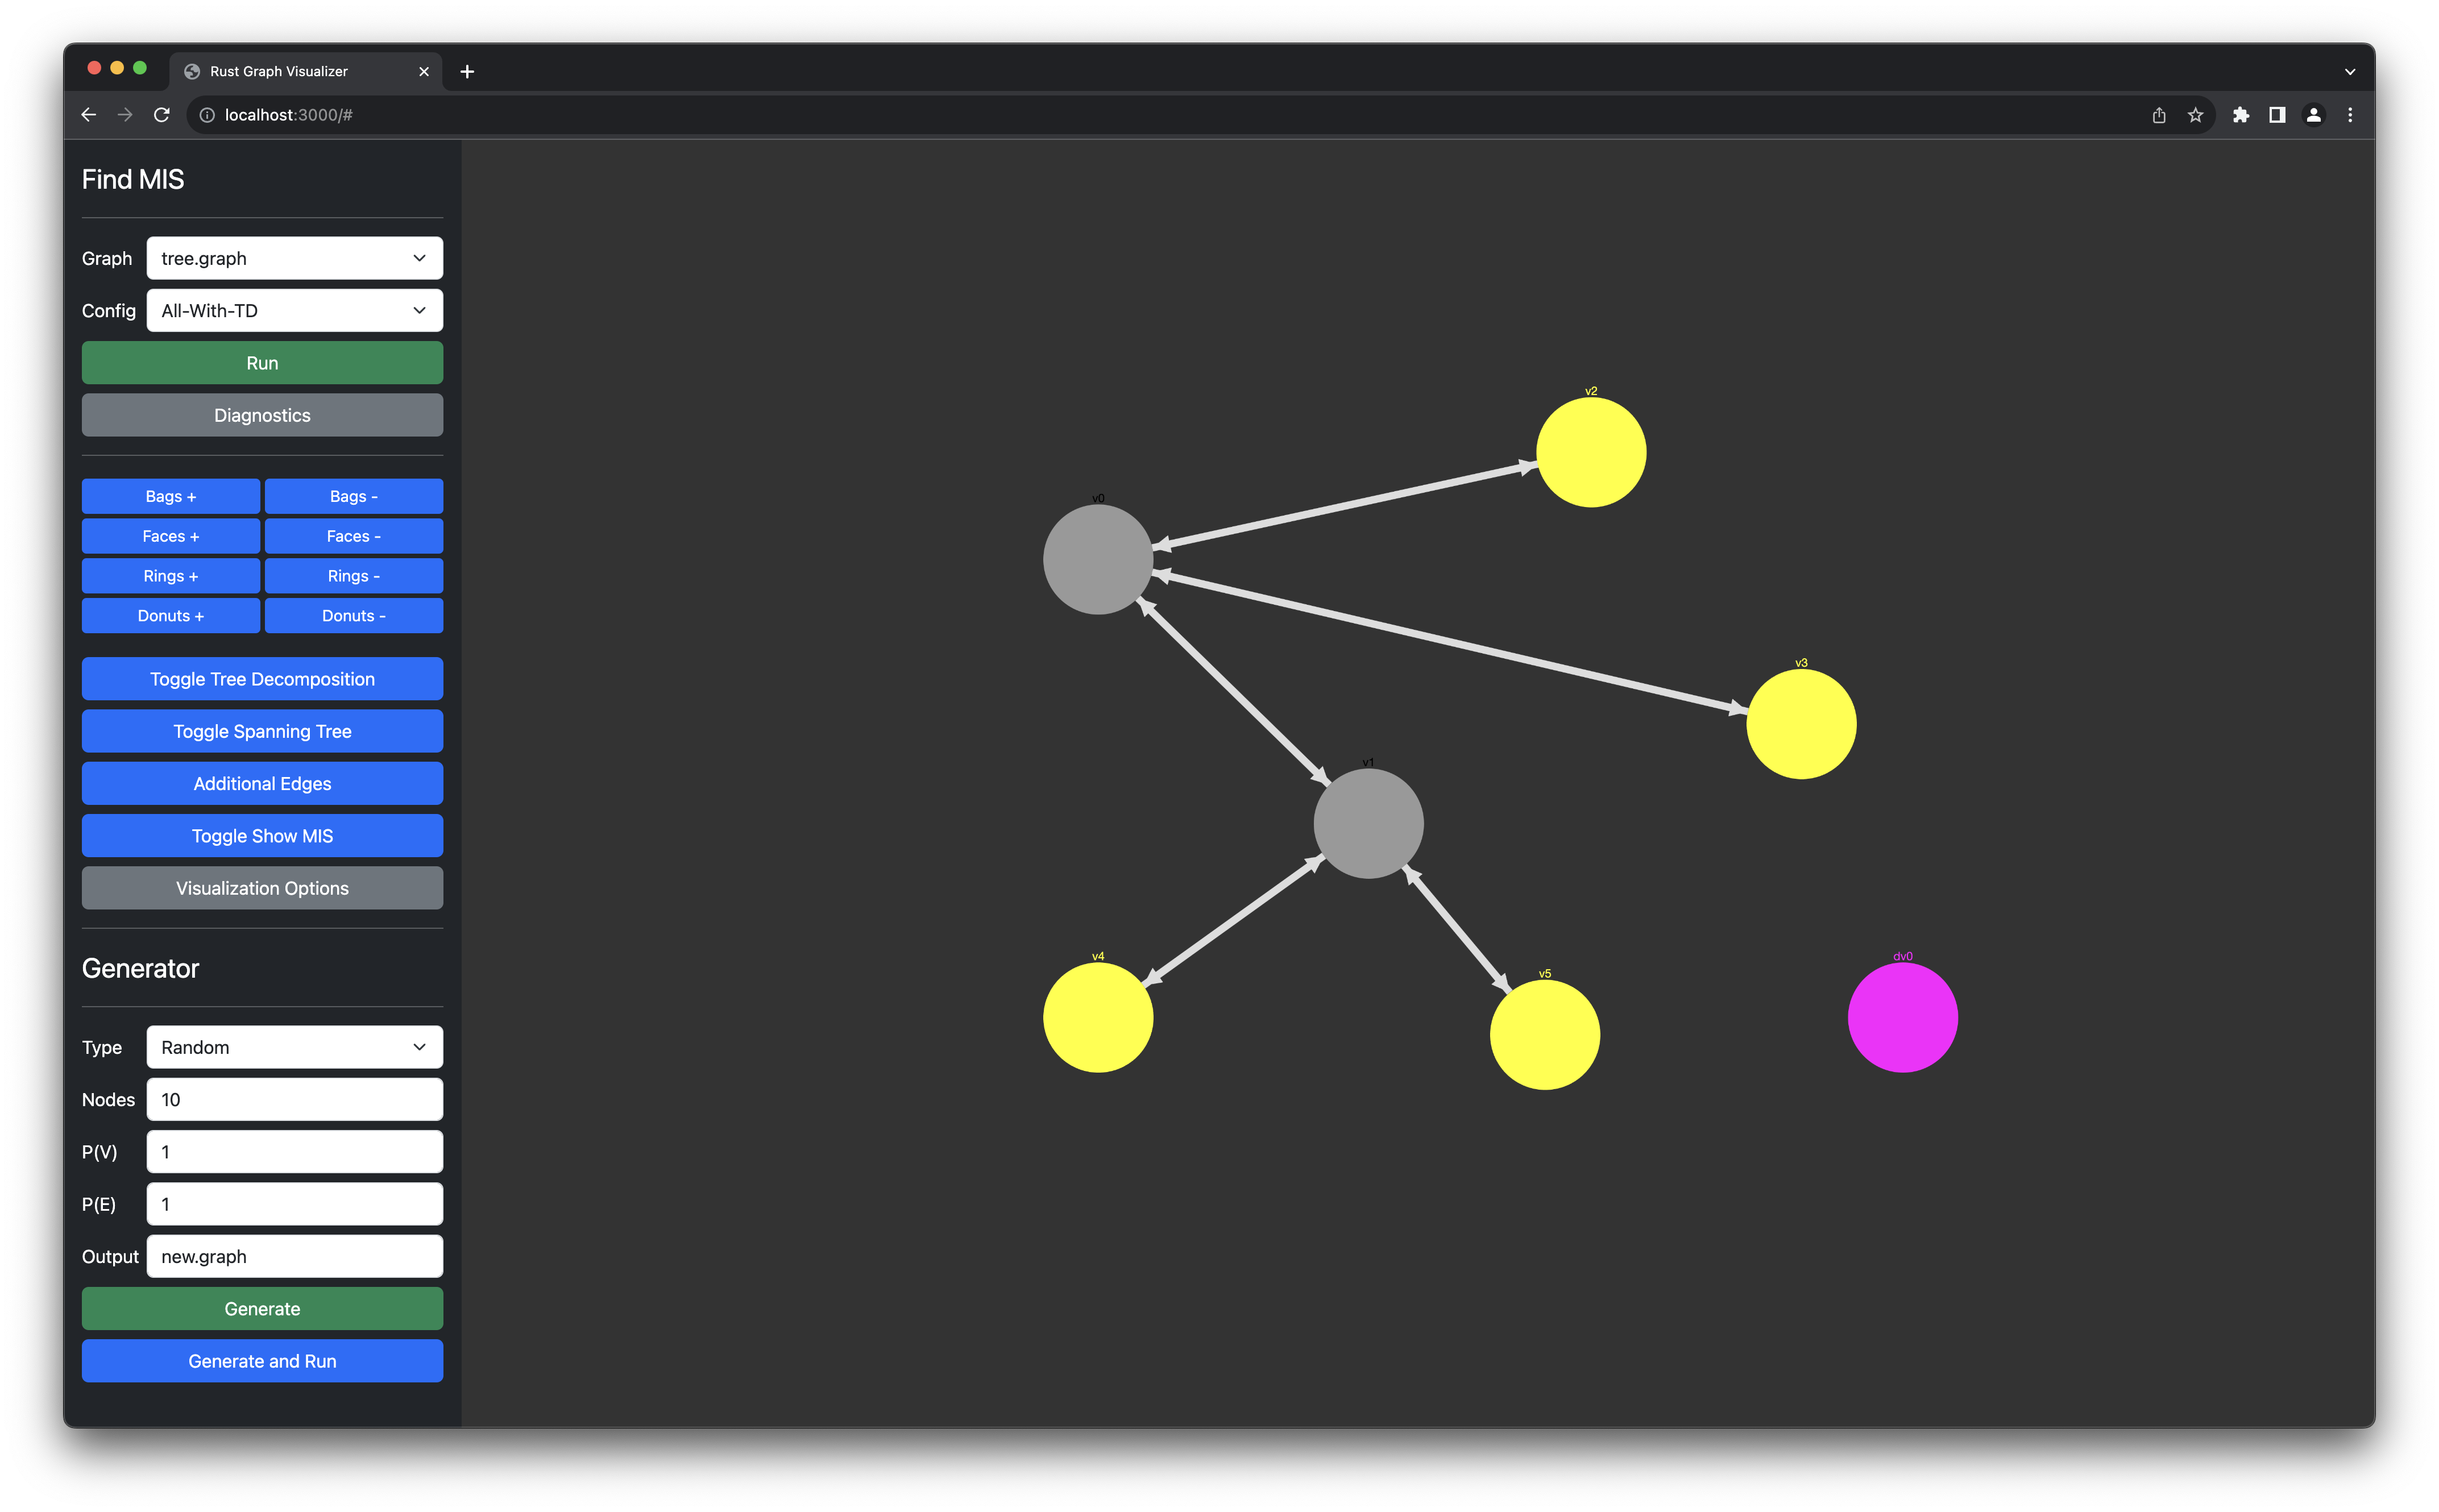 Rust Graph Visualizer
localhost:3000/#
Find MIS
Graph tree.graph
Config All-With-TD
Run
Diagnostics
Bags + Bags -
Faces + Faces -
Rings + Rings -
Donuts + Donuts -
Toggle Tree Decomposition
Toggle Spanning Tree
Additional Edges
Toggle Show MIS
Visualization Options
Generator
Type Random
Nodes 10
P(V) 1
P(E) 1
Output new.graph
Generate
Generate and Run
v2
v0
v3
v1
v4
v5
dv0